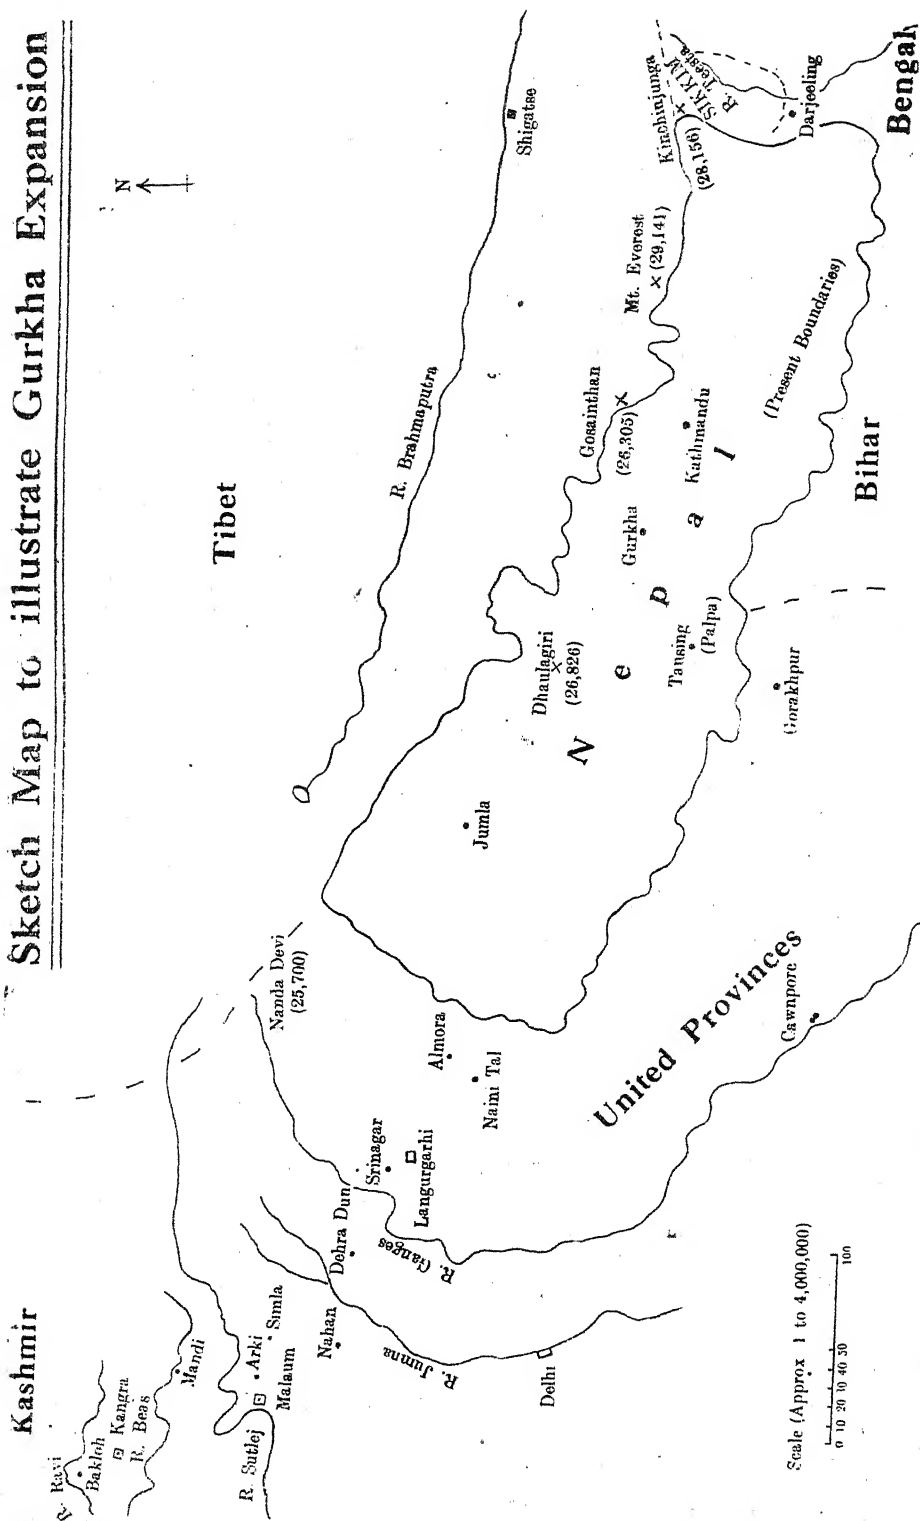 Sketch Map to illustrate Gurkha Expansion
N
Kashmir
Tibet
R. Ravi
Bakloh
Kangra
R. Beas
Mandi
R. Sutlej
Arki
Malaum
Simla
Nahan
R. Jumna
Dehra Dun
Delhi
R. Ganges
Srinagar
Langurgarhi
Nanda Devi
(25,700)
Almora
Naini Tal
United Provinces
Cawnpore
Jumla
Nepal
Dhaulagiri
(26,826)
Tansing
(Palpa)
Gorakhpur
Gurkha
Kathmandu
Gosainthan
(26,305)
R. Brahmaputra
Shigatse
Mt. Everest
(29,141)
Kinchinjunga
(28,156)
SIKKIM
R. Teesta
Darjeeling
(Present Boundaries)
Bihar
Bengal
Scale (Approx 1 to 4,000,000)
0 10 20 30 40 50 100